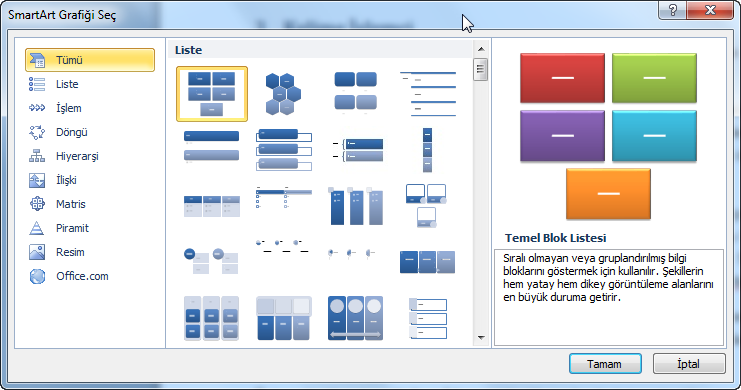 SmartArt Grafiği Seç
Tümü
Liste
İşlem
Döngü
Hiyerarşi
İlişki
Matris
Piramit
Resim
Office.com
Liste
Temel Blok Listesi
Sıralı olmayan veya gruplandırılmış bilgi
bloklarını göstermek için kullanılır. Şekillerin
hem yatay hem dikey görüntüleme alanlarını
en büyük duruma getirir.
Tamam
İptal